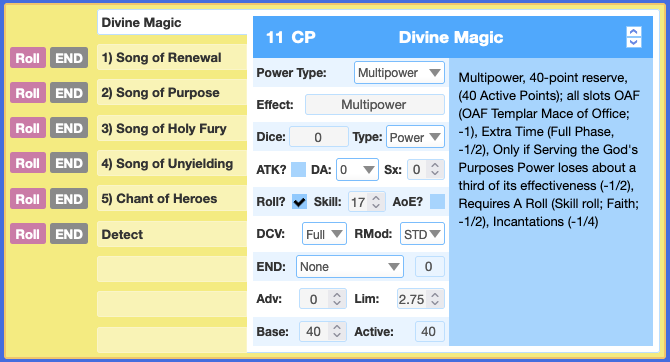 Divine Magic
Roll END 1) Song of Renewal
Roll END 2) Song of Purpose
Roll END 3) Song of Holy Fury
Roll END 4) Song of Unyielding
Roll END 5) Chant of Heroes
Roll END Detect
11 CP Divine Magic
Power Type: Multipower
Effect: Multipower
Dice: 0 Type: Power
ATK? DA: 0 Sx: 0
Roll? Skill: 17 AoE?
DCV: Full RMod: STD
END: None 0
Adv: 0 Lim: 2.75
Base: 40 Active: 40
Multipower, 40-point reserve,
(40 Active Points); all slots OAF
(OAF Templar Mace of Office;
-1), Extra Time (Full Phase,
-1/2), Only if Serving the God's
Purposes Power loses about a
third of its effectiveness (-1/2),
Requires A Roll (Skill roll; Faith;
-1/2), Incantations (-1/4)